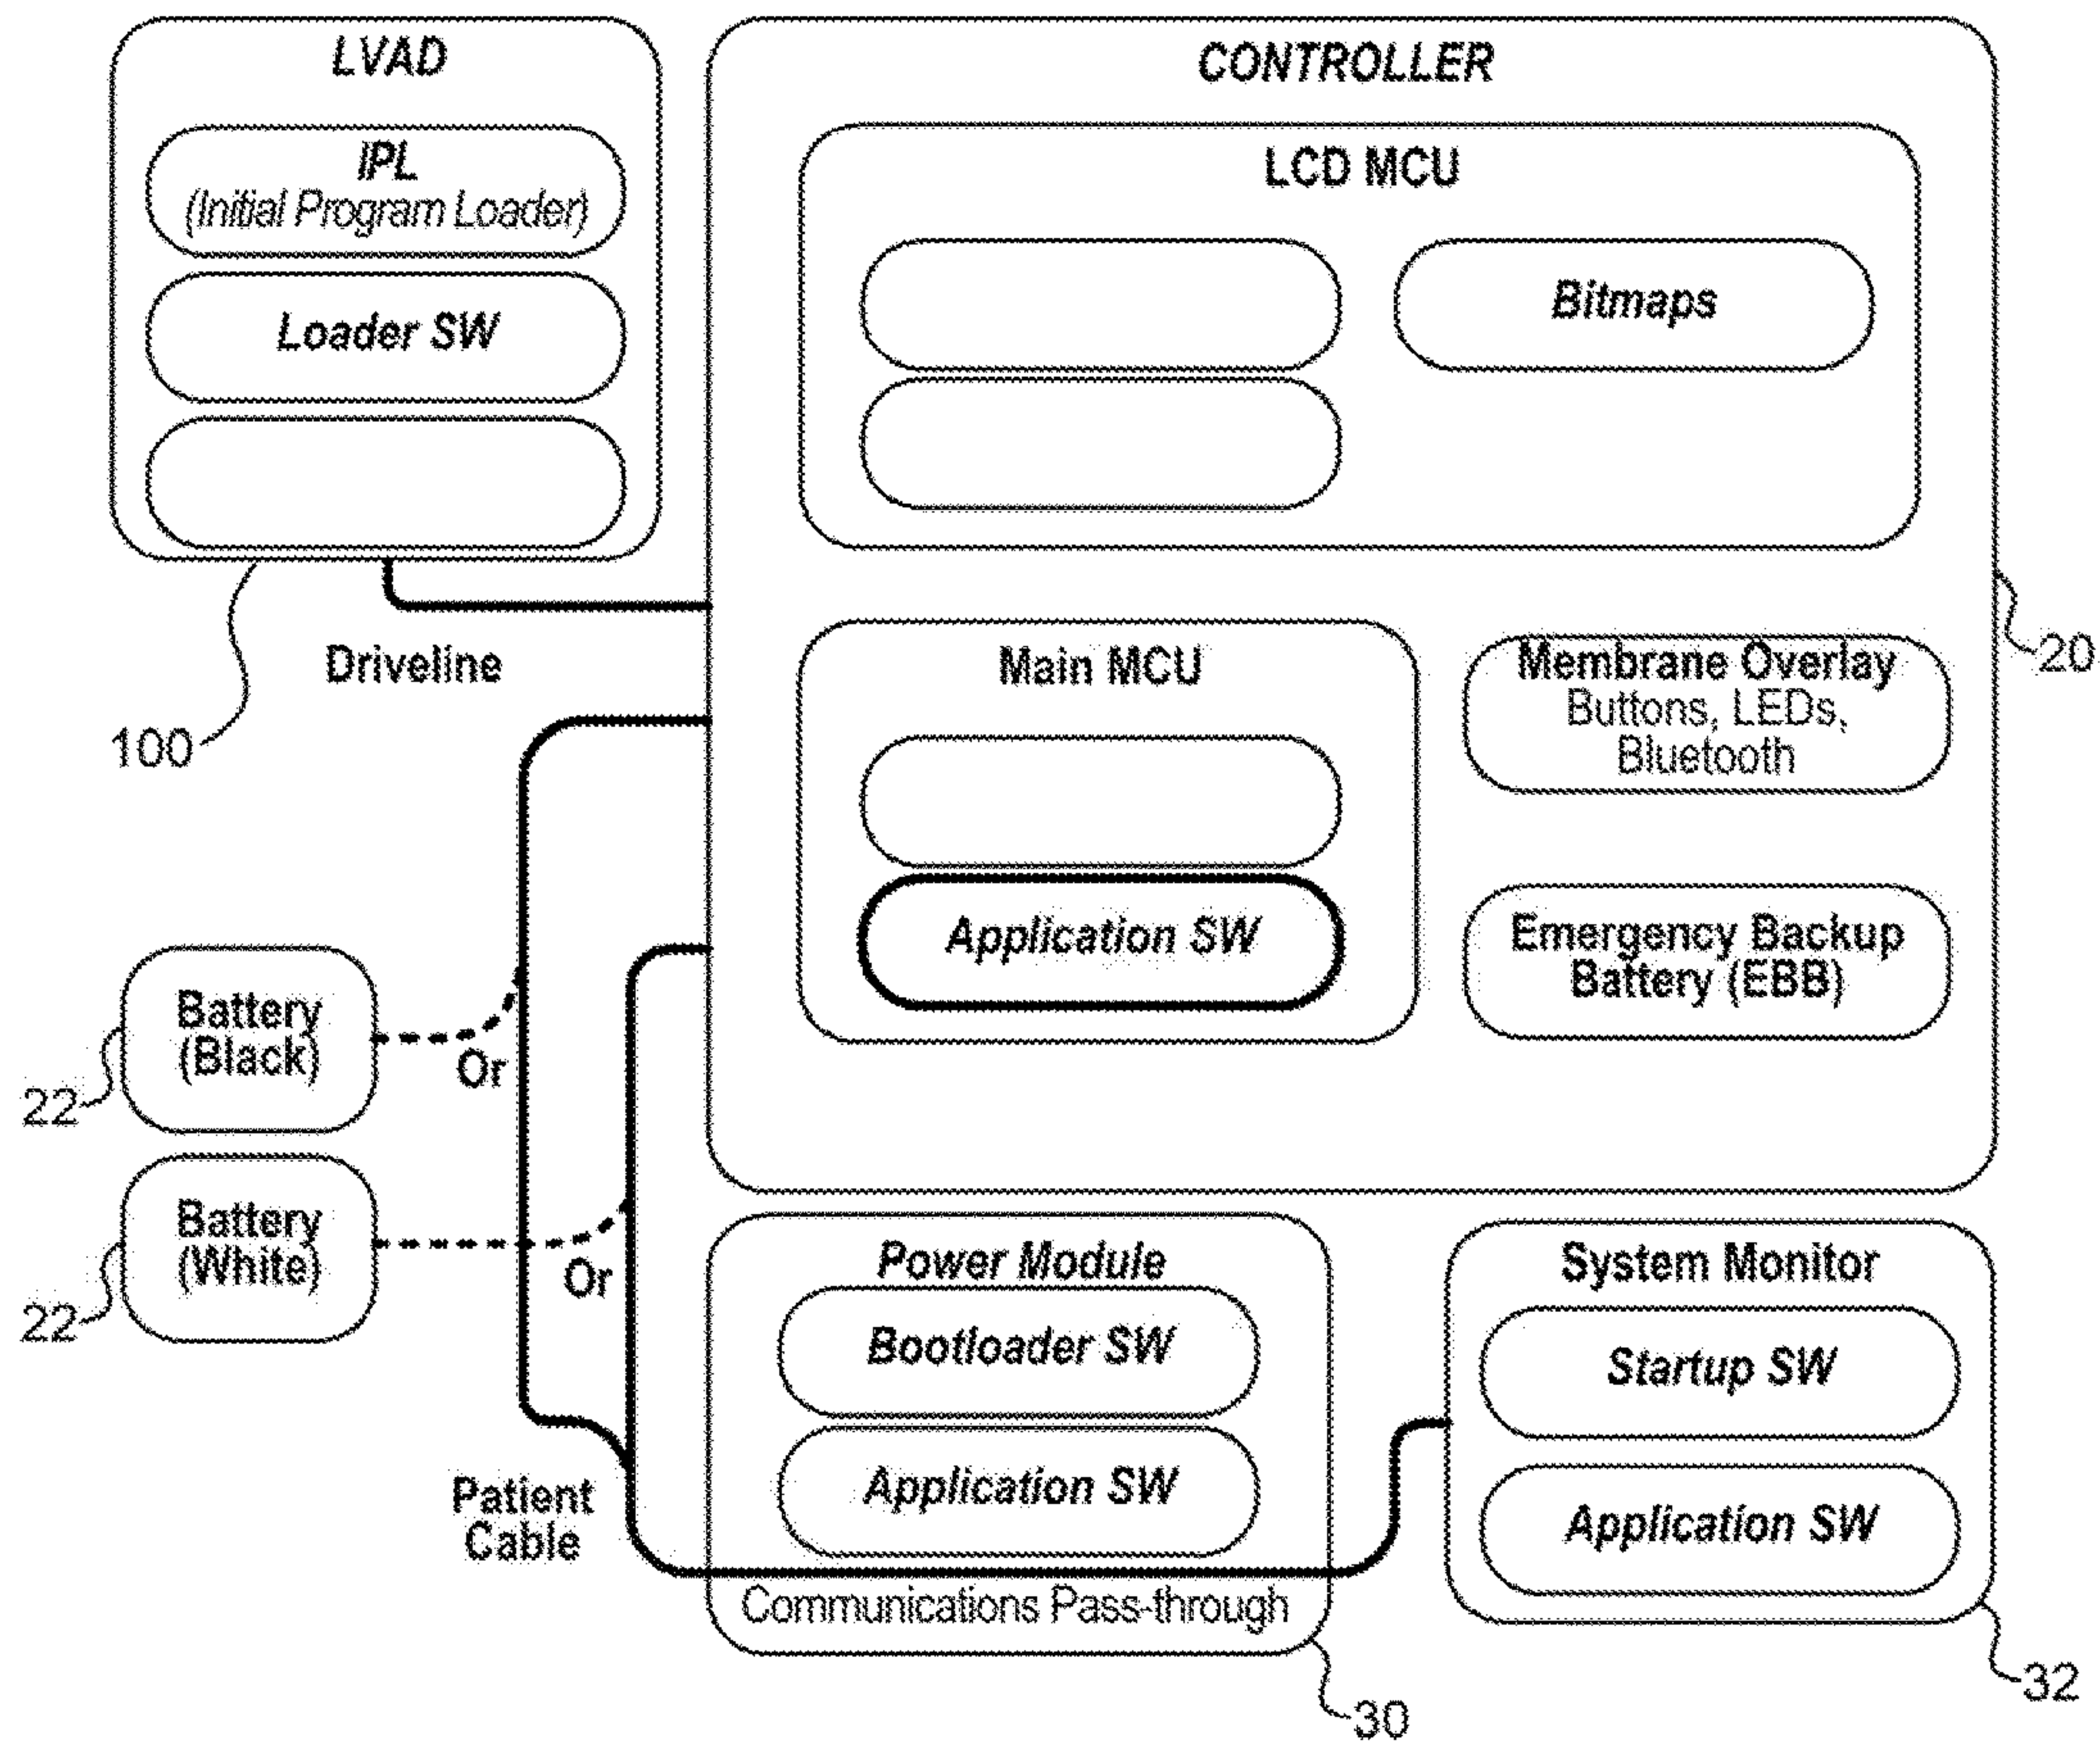 LVAD
IPL
(Initial Program Loader)
Loader SW
CONTROLLER
LCD MCU
Bitmaps
Driveline
100
Main MCU
Application SW
Membrane Overlay
Buttons, LEDs,
Bluetooth
20
Emergency Backup
Battery (EBB)
Battery
(Black)
Or
22
Battery
(White)
Or
22
Patient
Cable
Power Module
Bootloader SW
Application SW
Communications Pass-through
30
System Monitor
Startup SW
Application SW
32